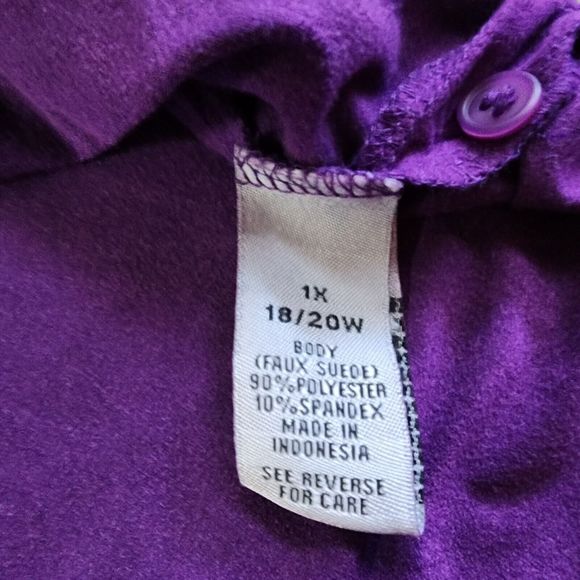 1X
18/20W
BODY
(FAUX SUEDE)
90%POLYESTER
10%SPANDEX
MADE IN
INDONESIA
SEE REVERSE
FOR CARE